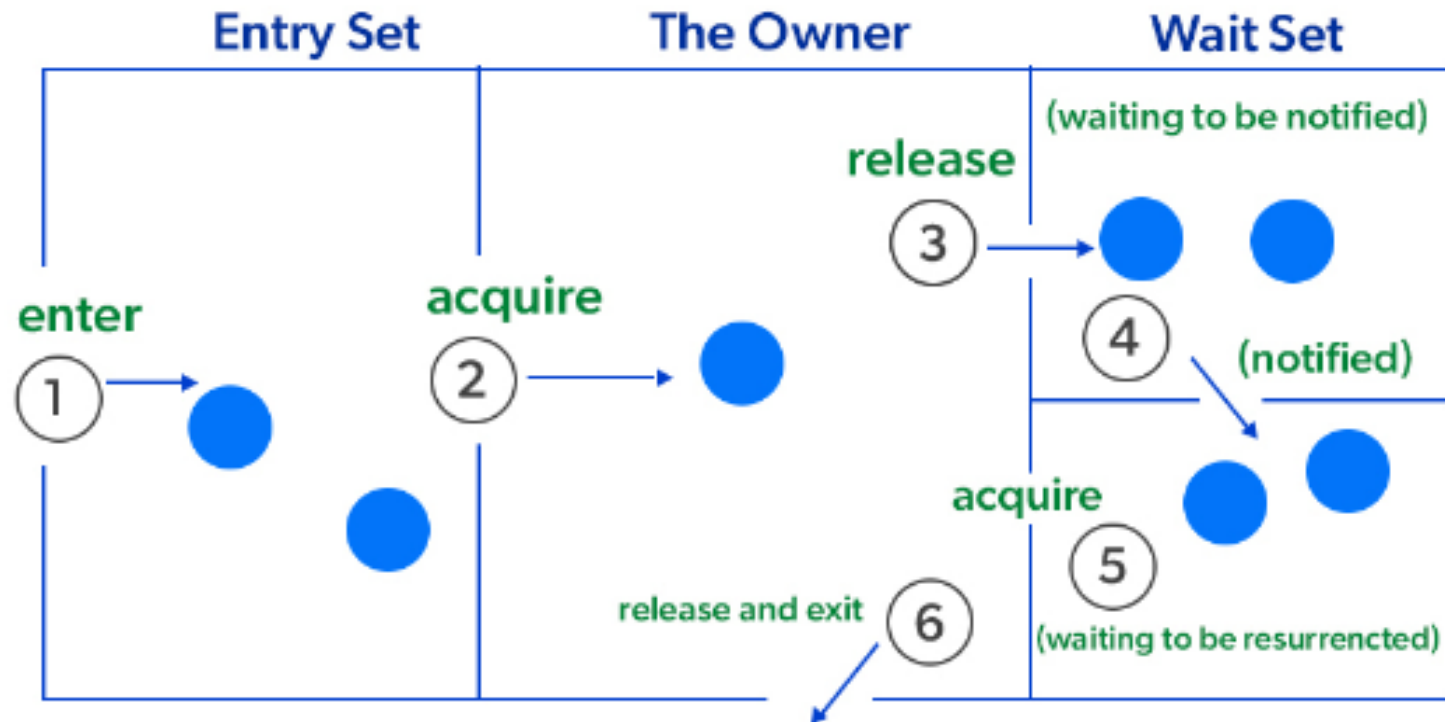 Entry Set
The Owner
Wait Set
(waiting to be notified)
release
3
enter
1
acquire
2
4
(notified)
acquire
5
release and exit
6
(waiting to be resurrencted)